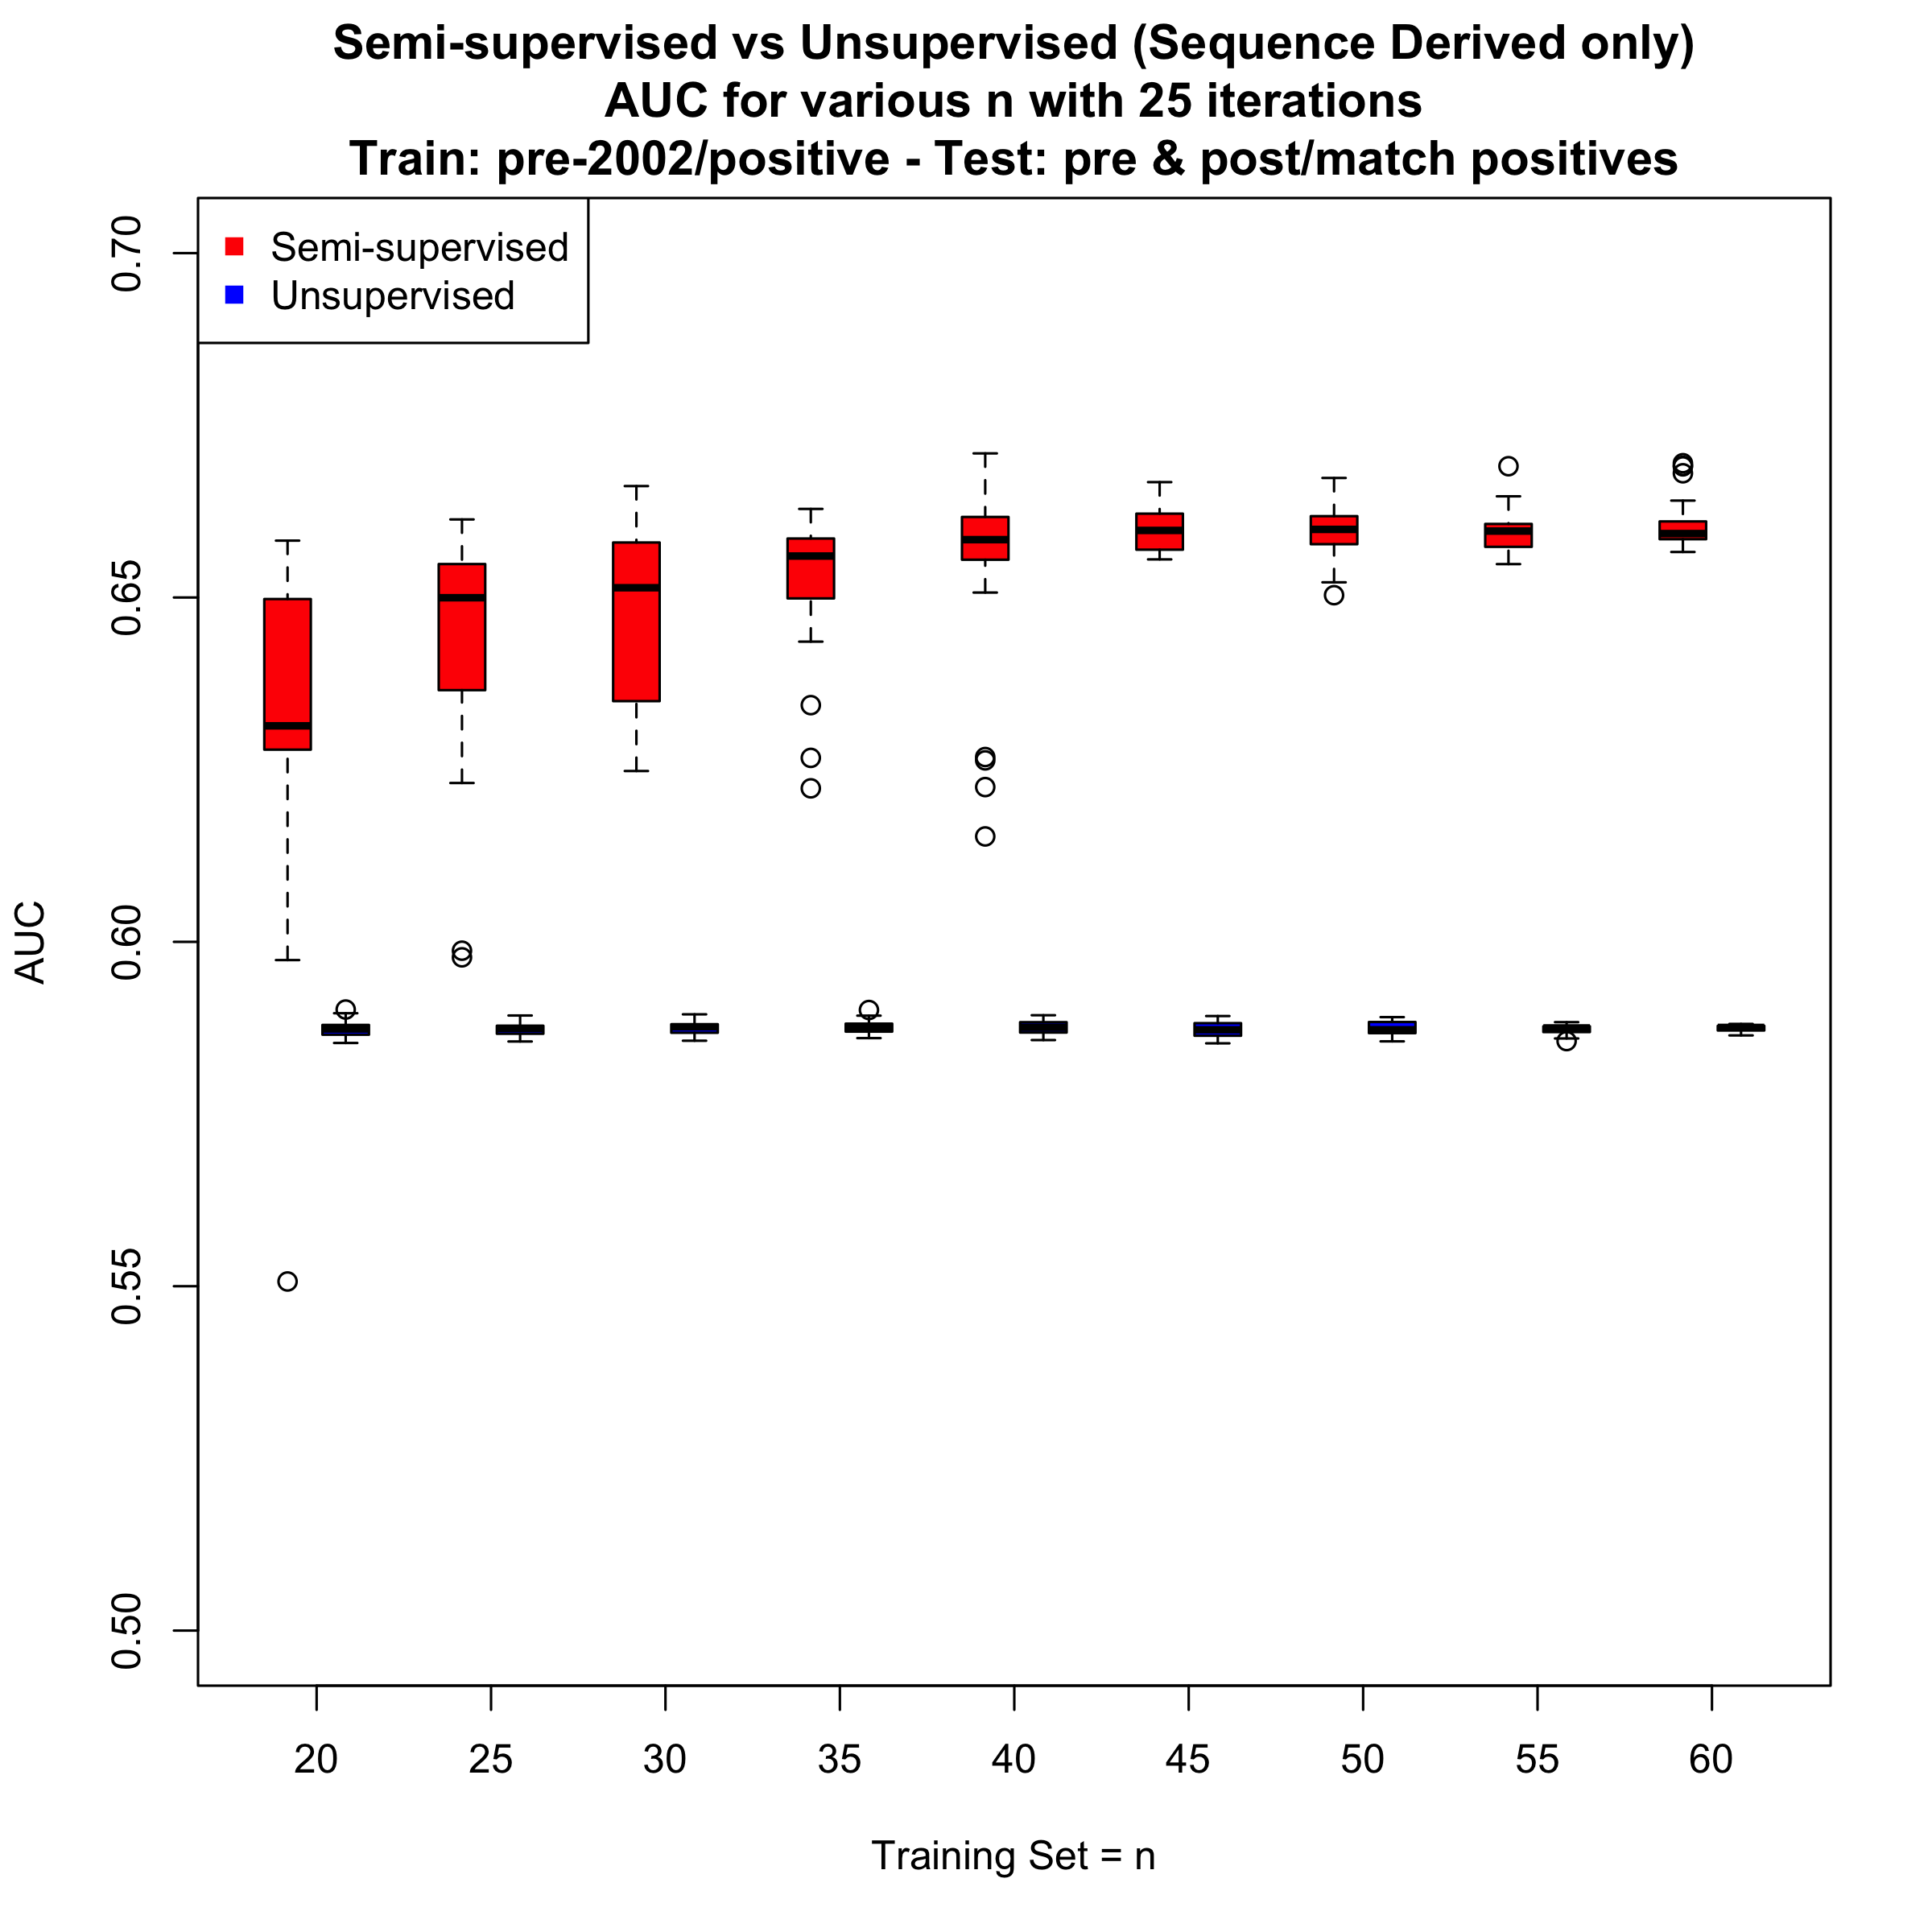 Semi-supervised vs Unsupervised (Sequence Derived only)
AUC for various n with 25 iterations
Train: pre-2002/positive - Test: pre & post/match positives
Semi-supervised
Unsupervised
0.70
0.65
0.60
0.55
0.50
AUC
20 25 30 35 40 45 50 55 60
Training Set = n